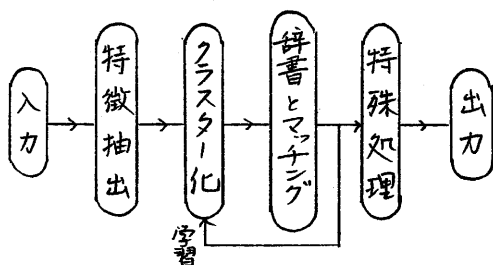 入力
特徴抽出
クラスター化
辞書とマッチング
特殊処理
出力
学習